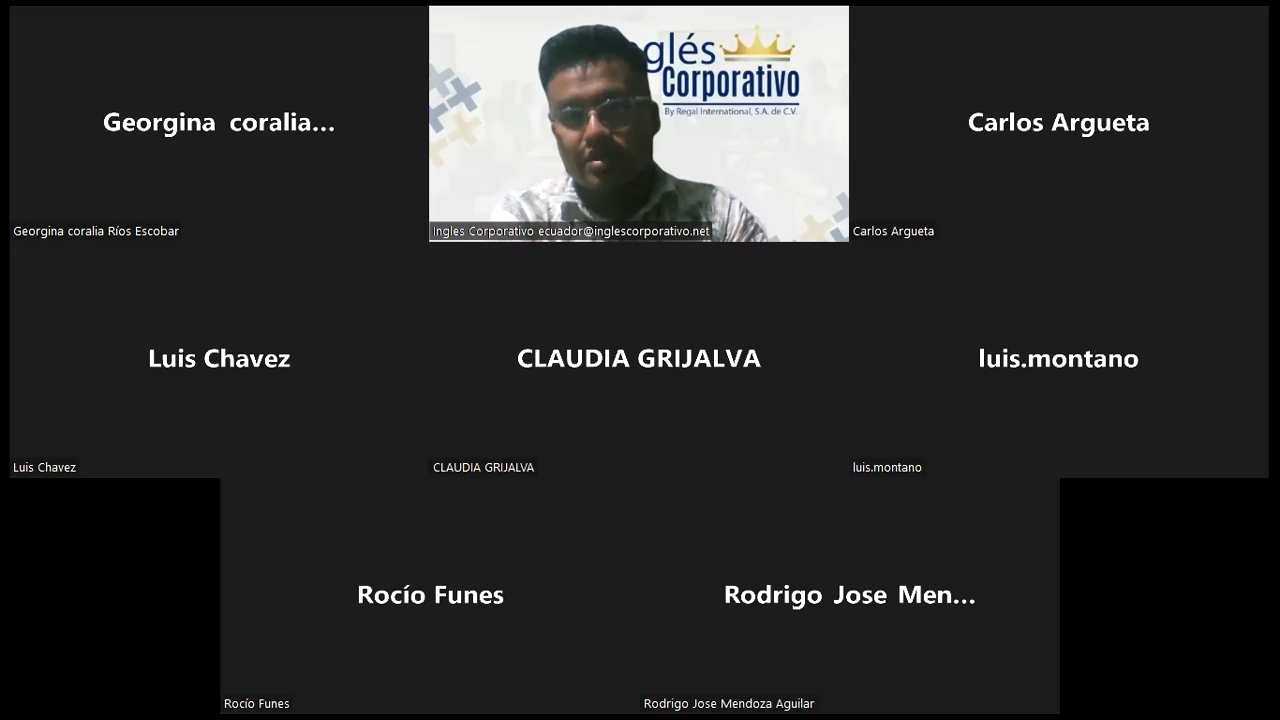 Georgina coralia...
Georgina coralia Ríos Escobar
glés
Corporativo
By Regal International, S.A. de C.V.
Ingles Corporativo ecuador@inglescorporativo.net
Carlos Argueta
Carlos Argueta
Luis Chavez
Luis Chavez
CLAUDIA GRIJALVA
CLAUDIA GRIJALVA
luis.montano
luis.montano
Rocío Funes
Rocío Funes
Rodrigo Jose Men...
Rodrigo Jose Mendoza Aguilar